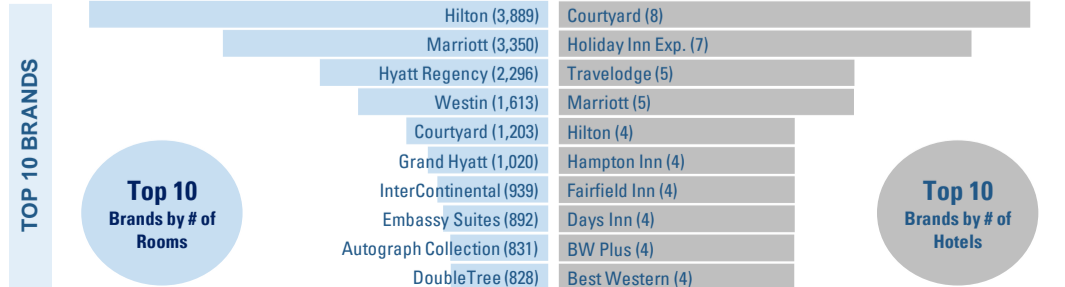 TOP 10 BRANDS
Top 10
Brands by # of
Rooms
Hilton (3,889)
Marriott (3,350)
Hyatt Regency (2,296)
Westin (1,613)
Courtyard (1,203)
Grand Hyatt (1,020)
InterContinental (939)
Embassy Suites (892)
Autograph Collection (831)
DoubleTree (828)
Courtyard (8)
Holiday Inn Exp. (7)
Travelodge (5)
Marriott (5)
Hilton (4)
Hampton Inn (4)
Fairfield Inn (4)
Days Inn (4)
BW Plus (4)
Best Western (4)
Top 10
Brands by # of
Hotels